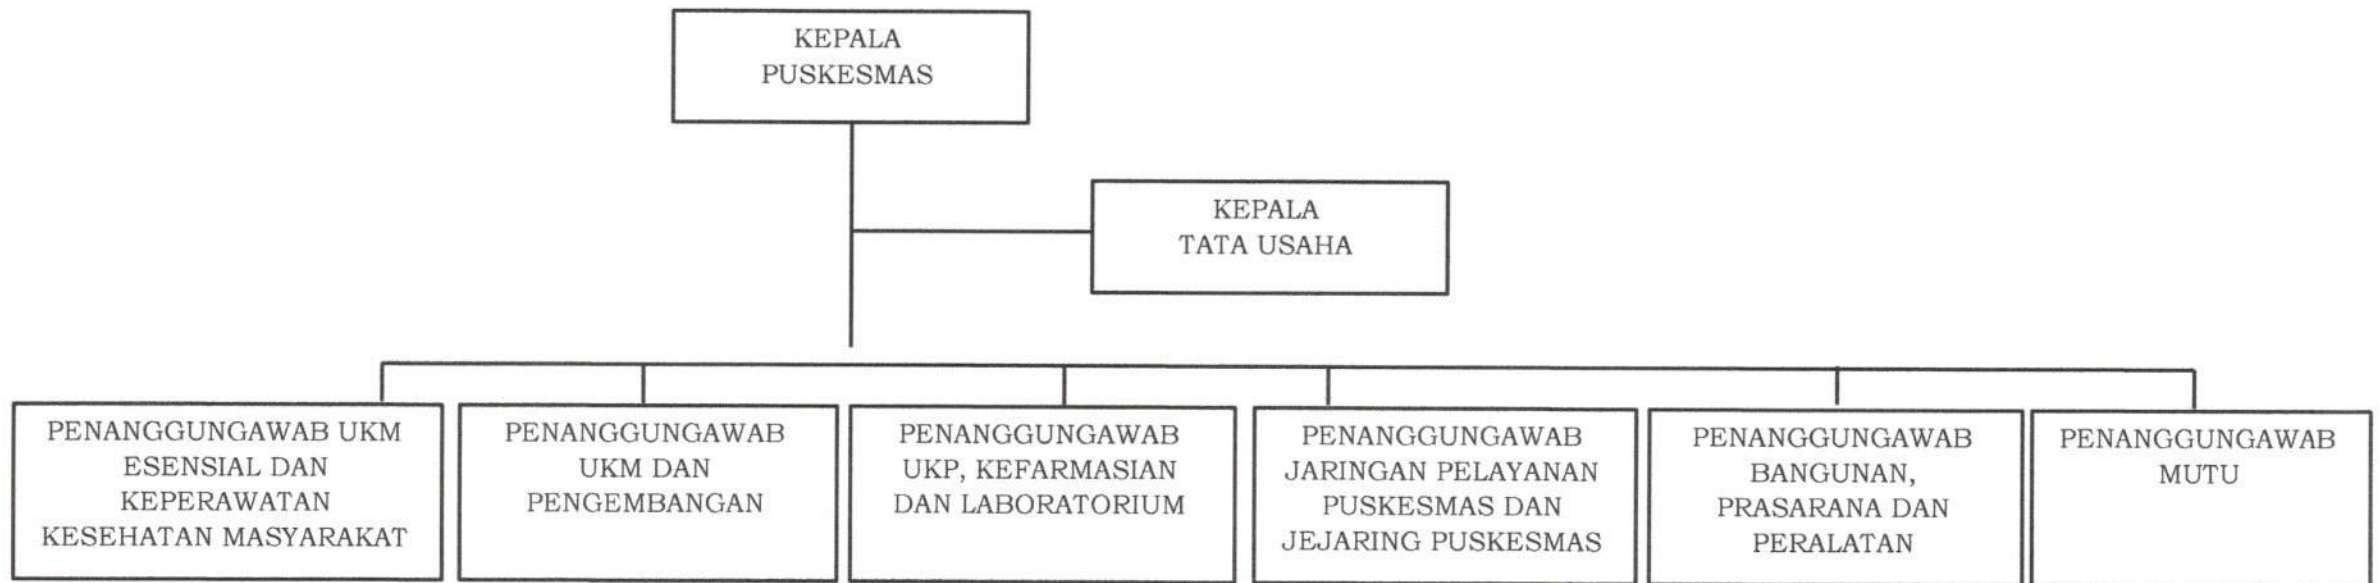 KEPALA
PUSKESMAS
KEPALA
TATA USAHA
PENANGGUNGAWAB UKM
ESENSIAL DAN
KEPERAWATAN
KESEHATAN MASYARAKAT
PENANGGUNGAWAB
UKM DAN
PENGEMBANGAN
PENANGGUNGAWAB
UKP, KEFARMASIAN
DAN LABORATORIUM
PENANGGUNGAWAB
JARINGAN PELAYANAN
PUSKESMAS DAN
JEJARING PUSKESMAS
PENANGGUNGAWAB
BANGUNAN,
PRASARANA DAN
PERALATAN
PENANGGUNGAWAB
MUTU